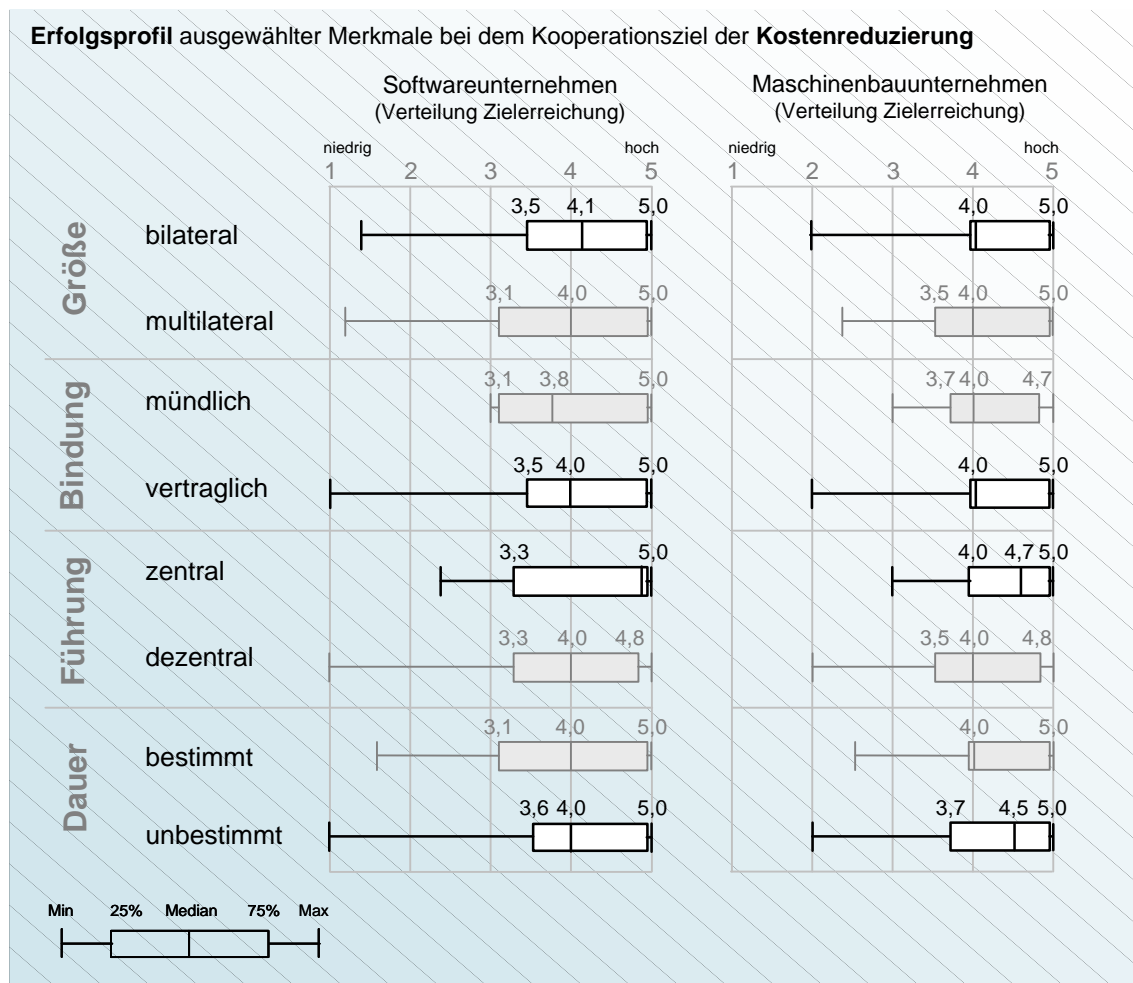 Erfolgsprofil ausgewählter Merkmale bei dem Kooperationsziel der Kostenreduzierung
Softwareunternehmen
(Verteilung Zielerreichung)
Maschinenbauunternehmen
(Verteilung Zielerreichung)
niedrig hoch
1 2 3 4 5
niedrig hoch
1 2 3 4 5
Größe
bilateral
3,5 4,1 5,0
4,0 5,0
multilateral
3,1 4,0 5,0
3,5 4,0 5,0
Bindung
mündlich
3,1 3,8 5,0
3,7 4,0 4,7
vertraglich
3,5 4,0 5,0
4,0 5,0
Führung
zentral
3,3 5,0
4,0 4,7 5,0
dezentral
3,3 4,0 4,8
3,5 4,0 4,8
Dauer
bestimmt
3,1 4,0 5,0
4,0 5,0
unbestimmt
3,6 4,0 5,0
3,7 4,5 5,0
Min 25% Median 75% Max